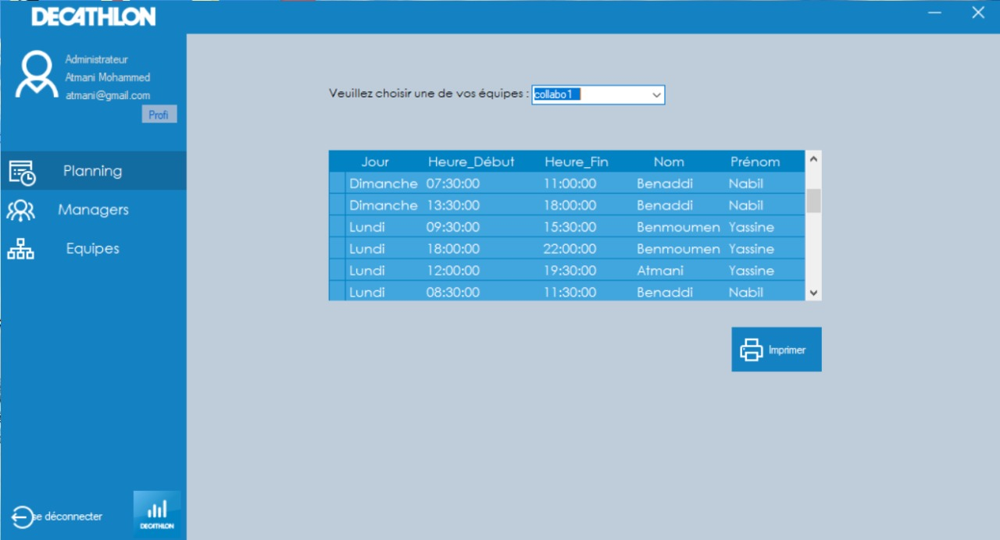 DECATHLON
Administrateur
Atmani Mohammed
atmani@gmail.com
Profi
Planning
Managers
Equipes
se déconnecter
DECATHLON
Veuillez choisir une de vos équipes : collabo1
Jour Heure_Début Heure_Fin Nom Prénom
Dimanche 07:30:00 11:00:00 Benaddi Nabil
Dimanche 13:30:00 18:00:00 Benaddi Nabil
Lundi 09:30:00 15:30:00 Benmoumen Yassine
Lundi 18:00:00 22:00:00 Benmoumen Yassine
Lundi 12:00:00 19:30:00 Atmani Yassine
Lundi 08:30:00 11:30:00 Benaddi Nabil
Imprimer